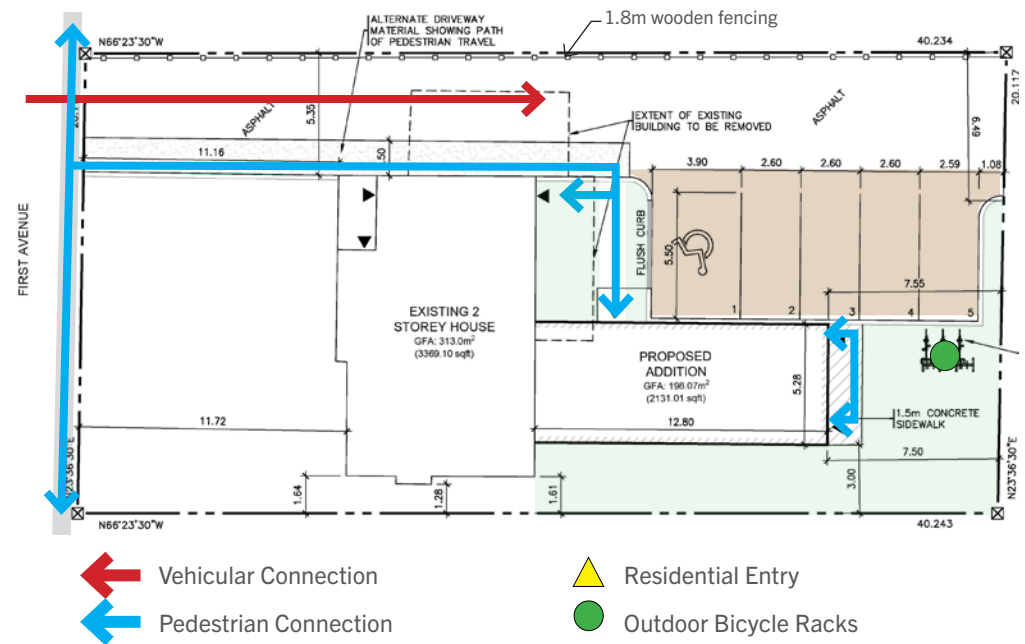 1.8m wooden fencing
ALTERNATE DRIVEWAY
MATERIAL SHOWING PATH
OF PEDESTRIAN TRAVEL
N66°23'30"W
40.234
20.117
ASPHALT
5.35
EXTENT OF EXISTING
BUILDING TO BE REMOVED
ASPHALT
6.49
11.16
.50
3.90
2.60
2.60
2.60
2.59
1.08
FIRST AVENUE
FLUSH CURB
5.50
7.55
1
2
3
4
5
EXISTING 2
STOREY HOUSE
GFA: 313.0m²
(3369.10 sqft)
PROPOSED
ADDITION
GFA: 198.07m²
(2131.01 sqft)
5.28
11.72
12.80
1.5m CONCRETE
SIDEWALK
7.50
N23°36'30"E
N23°36'30"E
1.64
1.28
1.61
3.00
N66°23'30"W
40.243
Vehicular Connection
Residential Entry
Pedestrian Connection
Outdoor Bicycle Racks